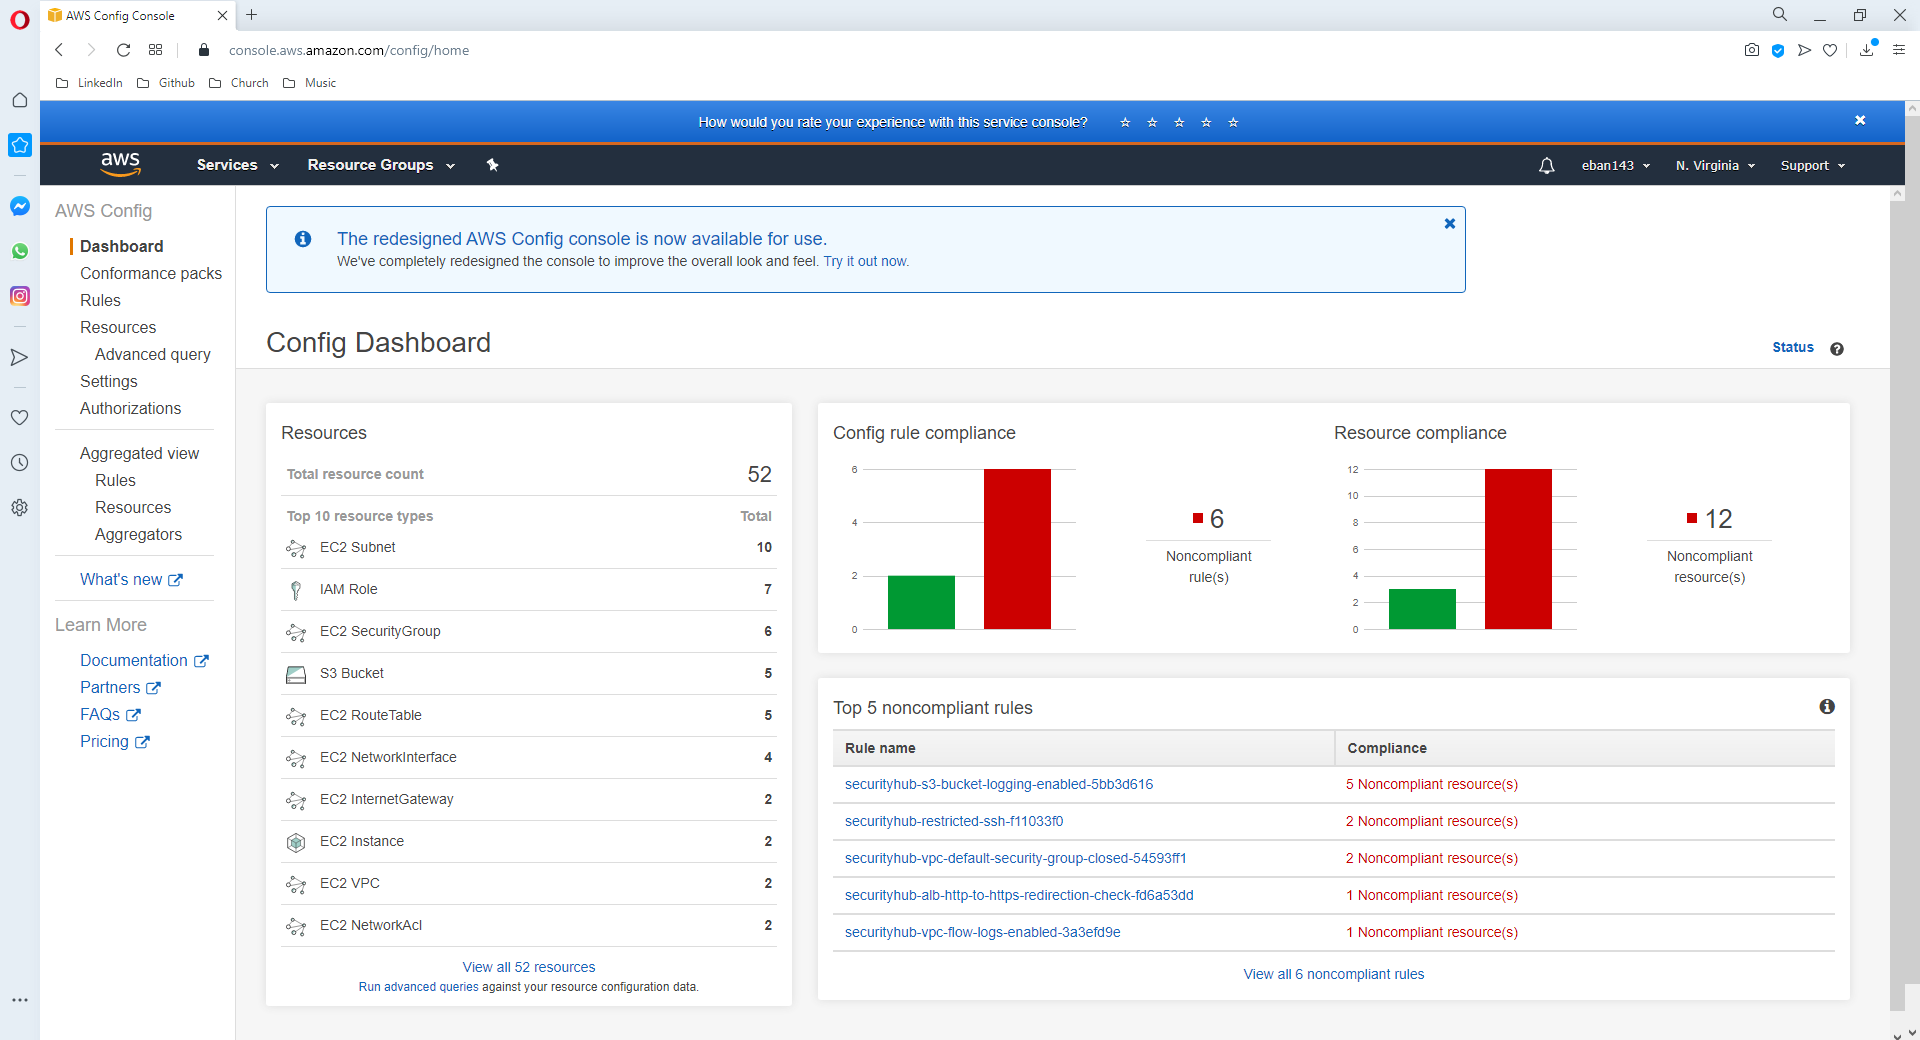 AWS Config Console
console.aws.amazon.com/config/home
LinkedIn Github Church Music
How would you rate your experience with this service console?
aws Services Resource Groups eban143 N. Virginia Support
AWS Config
Dashboard
Conformance packs
Rules
Resources
Advanced query
Settings
Authorizations
Aggregated view
Rules
Resources
Aggregators
What's new
Learn More
Documentation
Partners
FAQs
Pricing
The redesigned AWS Config console is now available for use.
We've completely redesigned the console to improve the overall look and feel. Try it out now.
Config Dashboard
Status
Resources
Total resource count 52
Top 10 resource types Total
EC2 Subnet 10
IAM Role 7
EC2 SecurityGroup 6
S3 Bucket 5
EC2 RouteTable 5
EC2 NetworkInterface 4
EC2 InternetGateway 2
EC2 Instance 2
EC2 VPC 2
EC2 NetworkAcl 2
View all 52 resources
Run advanced queries against your resource configuration data.
Config rule compliance
6
4
2
0
6
Noncompliant
rule(s)
Resource compliance
12
10
8
6
4
2
0
12
Noncompliant
resource(s)
Top 5 noncompliant rules
Rule name Compliance
securityhub-s3-bucket-logging-enabled-5bb3d616 5 Noncompliant resource(s)
securityhub-restricted-ssh-f11033f0 2 Noncompliant resource(s)
securityhub-vpc-default-security-group-closed-54593ff1 2 Noncompliant resource(s)
securityhub-alb-http-to-https-redirection-check-fd6a53dd 1 Noncompliant resource(s)
securityhub-vpc-flow-logs-enabled-3a3efd9e 1 Noncompliant resource(s)
View all 6 noncompliant rules